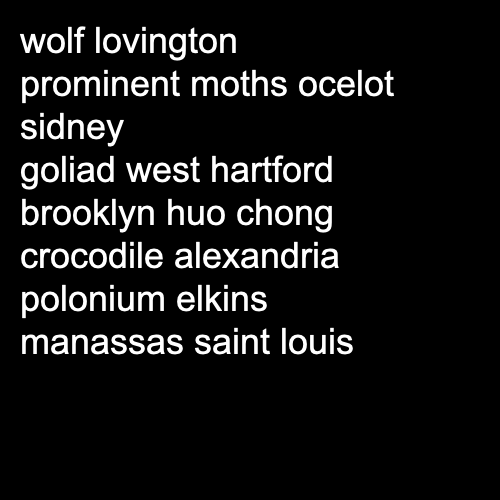 wolf lovington
prominent moths ocelot
sidney
goliad west hartford
brooklyn huo chong
crocodile alexandria
polonium elkins
manassas saint louis